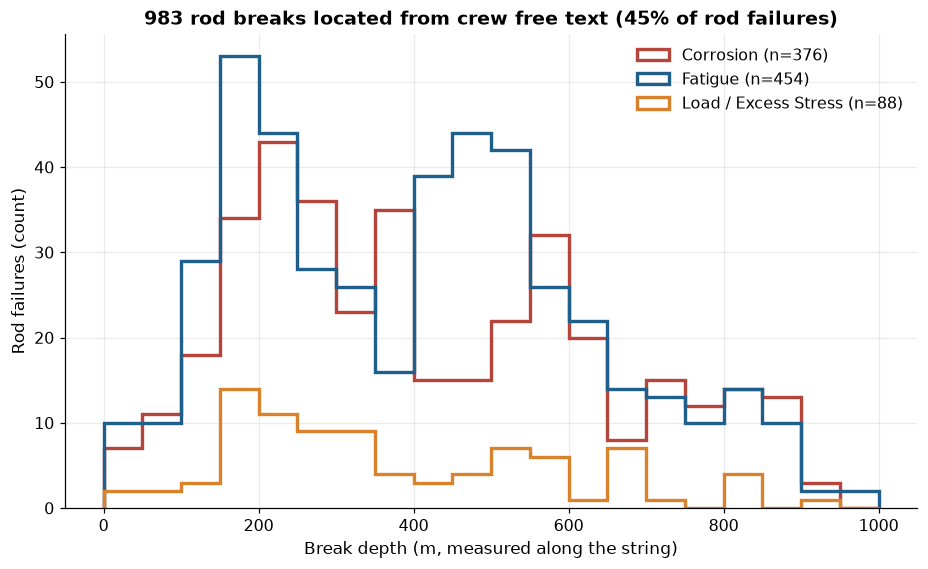 983 rod breaks located from crew free text (45% of rod failures)
Corrosion (n=376)
Fatigue (n=454)
Load / Excess Stress (n=88)
Rod failures (count)
50
40
30
20
10
0
0 200 400 600 800 1000
Break depth (m, measured along the string)